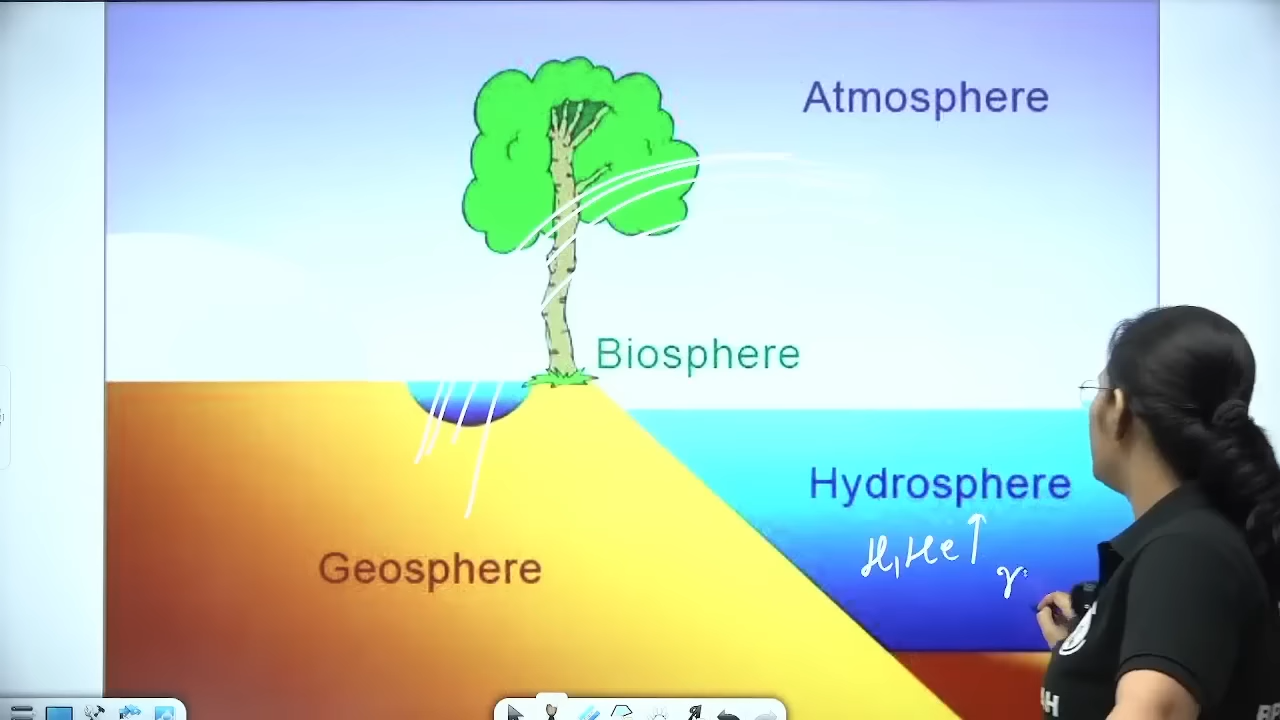 Atmosphere
Biosphere
Hydrosphere
H, He ↑
Geosphere